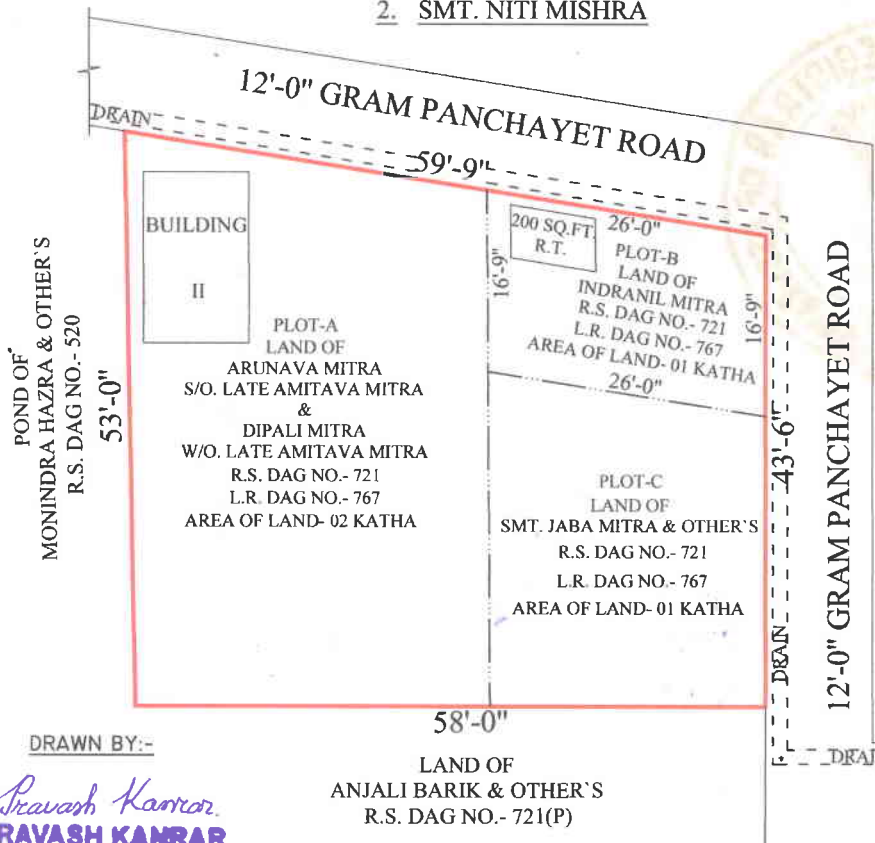 2. SMT. NITI MISHRA
12'-0" GRAM PANCHAYET ROAD
DRAIN
59'-9"
BUILDING
II
200 SQ.FT.
R.T.
26'-0"
16'-9"
PLOT-B
LAND OF
INDRANIL MITRA
R.S. DAG NO.- 721
L.R. DAG NO.- 767
AREA OF LAND- 01 KATHA
16'-9"
26'-0"
POND OF
MONINDRA HAZRA & OTHER`S
R.S. DAG NO.- 520
53'-0"
PLOT-A
LAND OF
ARUNAVA MITRA
S/O. LATE AMITAVA MITRA
&
DIPALI MITRA
W/O. LATE AMITAVA MITRA
R.S. DAG NO.- 721
L.R. DAG NO.- 767
AREA OF LAND- 02 KATHA
PLOT-C
LAND OF
SMT. JABA MITRA & OTHER`S
R.S. DAG NO.- 721
L.R. DAG NO.- 767
AREA OF LAND- 01 KATHA
43'-6"
DRAIN
12'-0" GRAM PANCHAYET ROAD
58'-0"
DRAI
LAND OF
ANJALI BARIK & OTHER`S
R.S. DAG NO.- 721(P)
DRAWN BY:-
Pravash Kanrar
RAVASH KANRAR